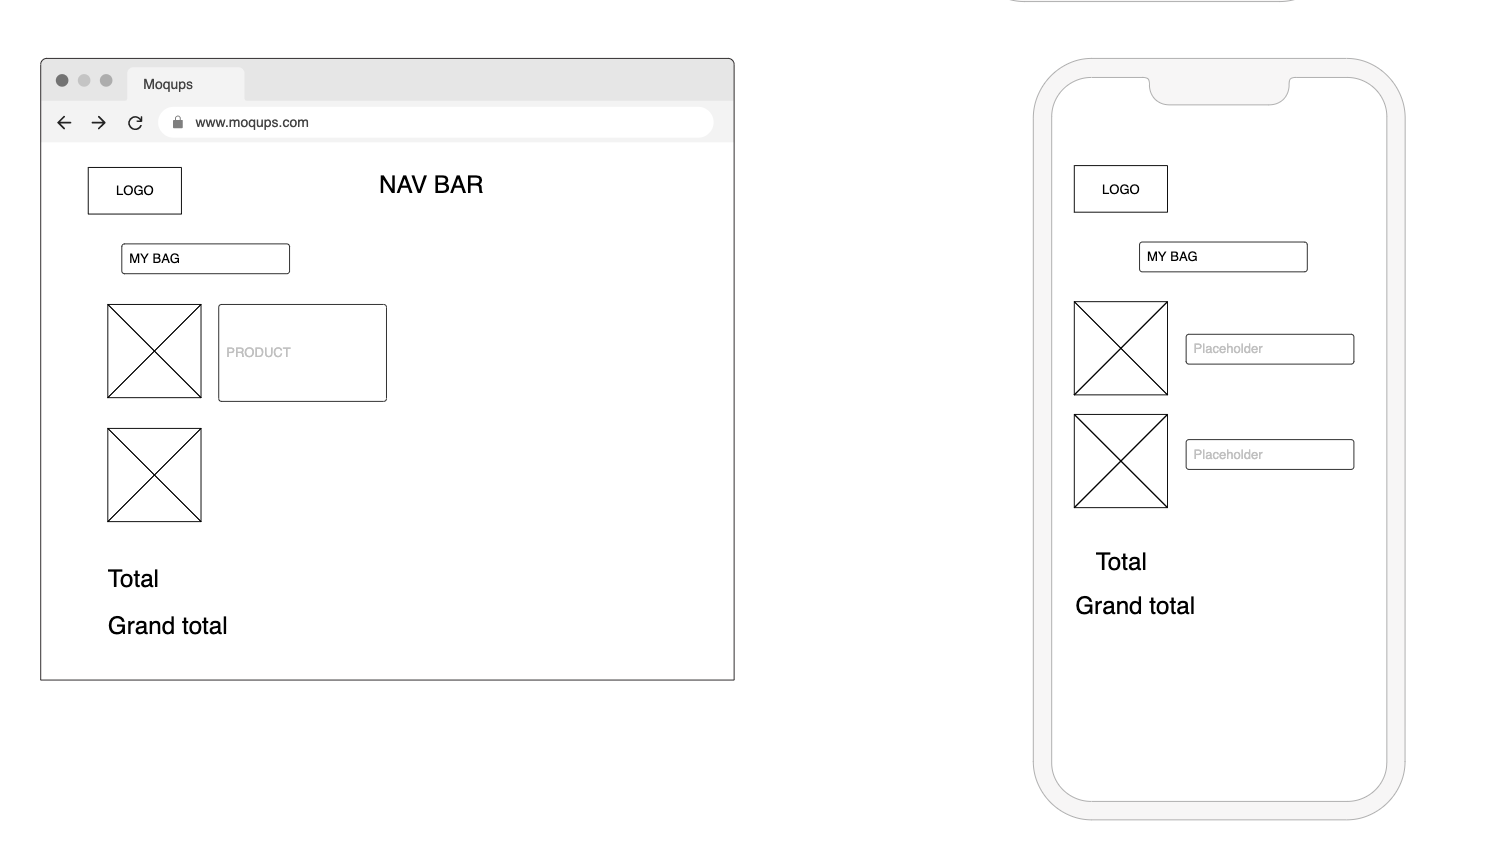 Moqups
www.moqups.com
LOGO
NAV BAR
MY BAG
PRODUCT
Total
Grand total
LOGO
MY BAG
Placeholder
Placeholder
Total
Grand total